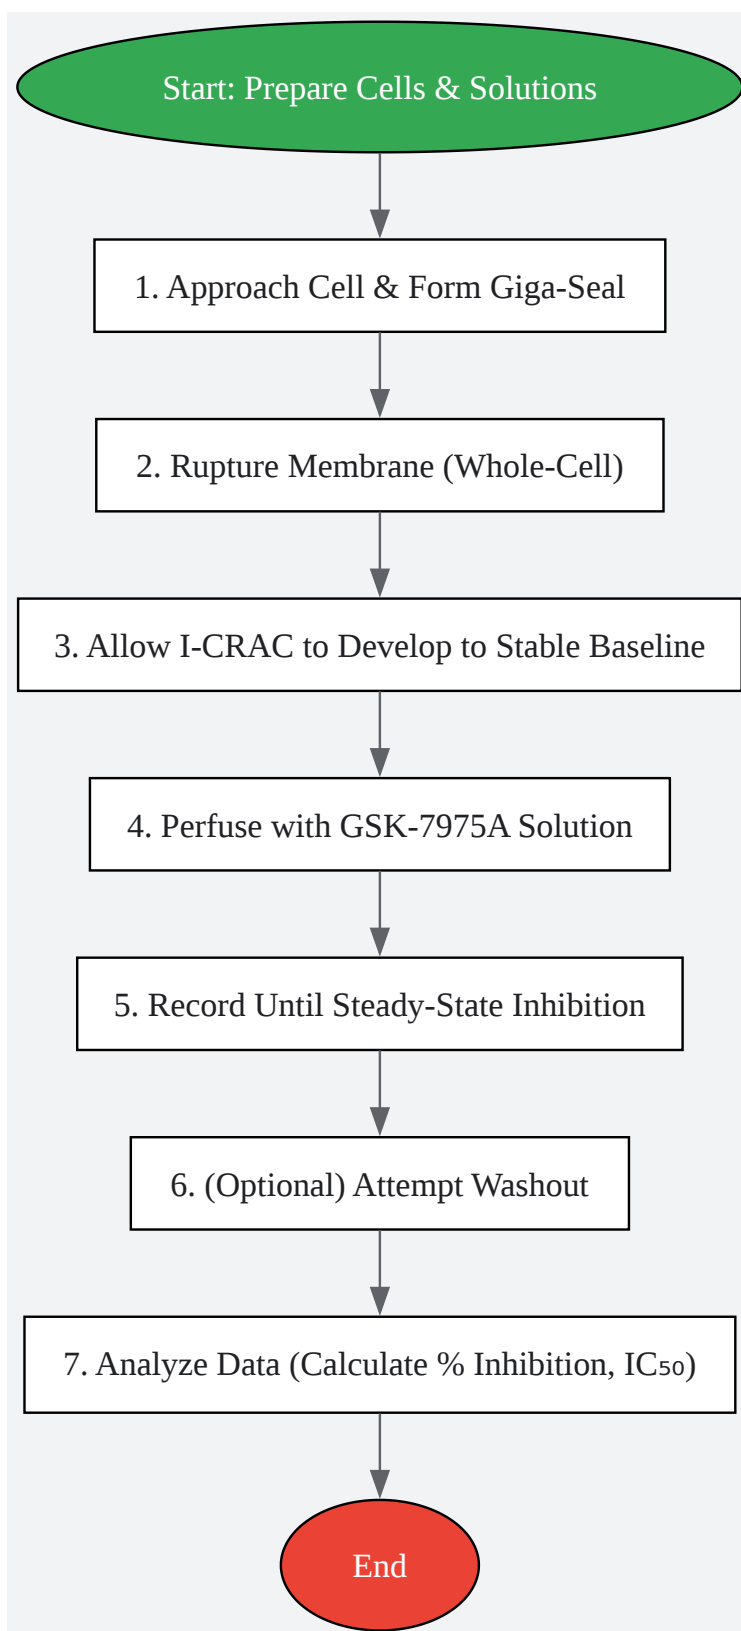 Start: Prepare Cells & Solutions
1. Approach Cell & Form Giga-Seal
2. Rupture Membrane (Whole-Cell)
3. Allow I-CRAC to Develop to Stable Baseline
4. Perfuse with GSK-7975A Solution
5. Record Until Steady-State Inhibition
6. (Optional) Attempt Washout
7. Analyze Data (Calculate % Inhibition, IC₅₀)
End